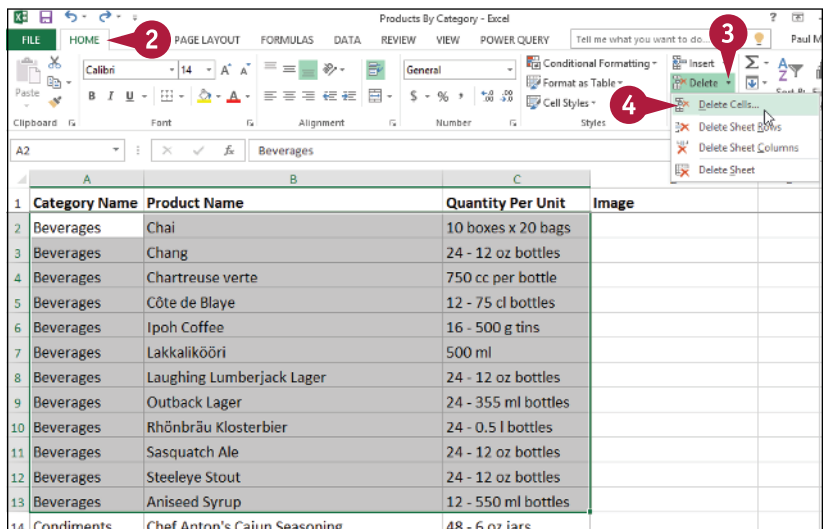 Products By Category - Excel
?
FILE
HOME
2
PAGE LAYOUT
FORMULAS
DATA
REVIEW
VIEW
POWER QUERY
Tell me what you want to do...
3
Paul M
Paste
Calibri
14
A A
General
Conditional Formatting
Format as Table
Cell Styles
Insert
Delete
4
Delete Cells...
Delete Sheet Rows
Delete Sheet Columns
Delete Sheet
B I U
A
$ - % ,
Clipboard
Font
Alignment
Number
Styles
A2
fx
Beverages
A B C
1 Category Name Product Name Quantity Per Unit Image
2 Beverages Chai 10 boxes x 20 bags
3 Beverages Chang 24 - 12 oz bottles
4 Beverages Chartreuse verte 750 cc per bottle
5 Beverages Côte de Blaye 12 - 75 cl bottles
6 Beverages Ipoh Coffee 16 - 500 g tins
7 Beverages Lakkalikööri 500 ml
8 Beverages Laughing Lumberjack Lager 24 - 12 oz bottles
9 Beverages Outback Lager 24 - 355 ml bottles
10 Beverages Rhönbräu Klosterbier 24 - 0.5 l bottles
11 Beverages Sasquatch Ale 24 - 12 oz bottles
12 Beverages Steeleye Stout 24 - 12 oz bottles
13 Beverages Aniseed Syrup 12 - 550 ml bottles
14 Condiments Chef Anton's Cajun Seasoning 48 - 6 oz jars